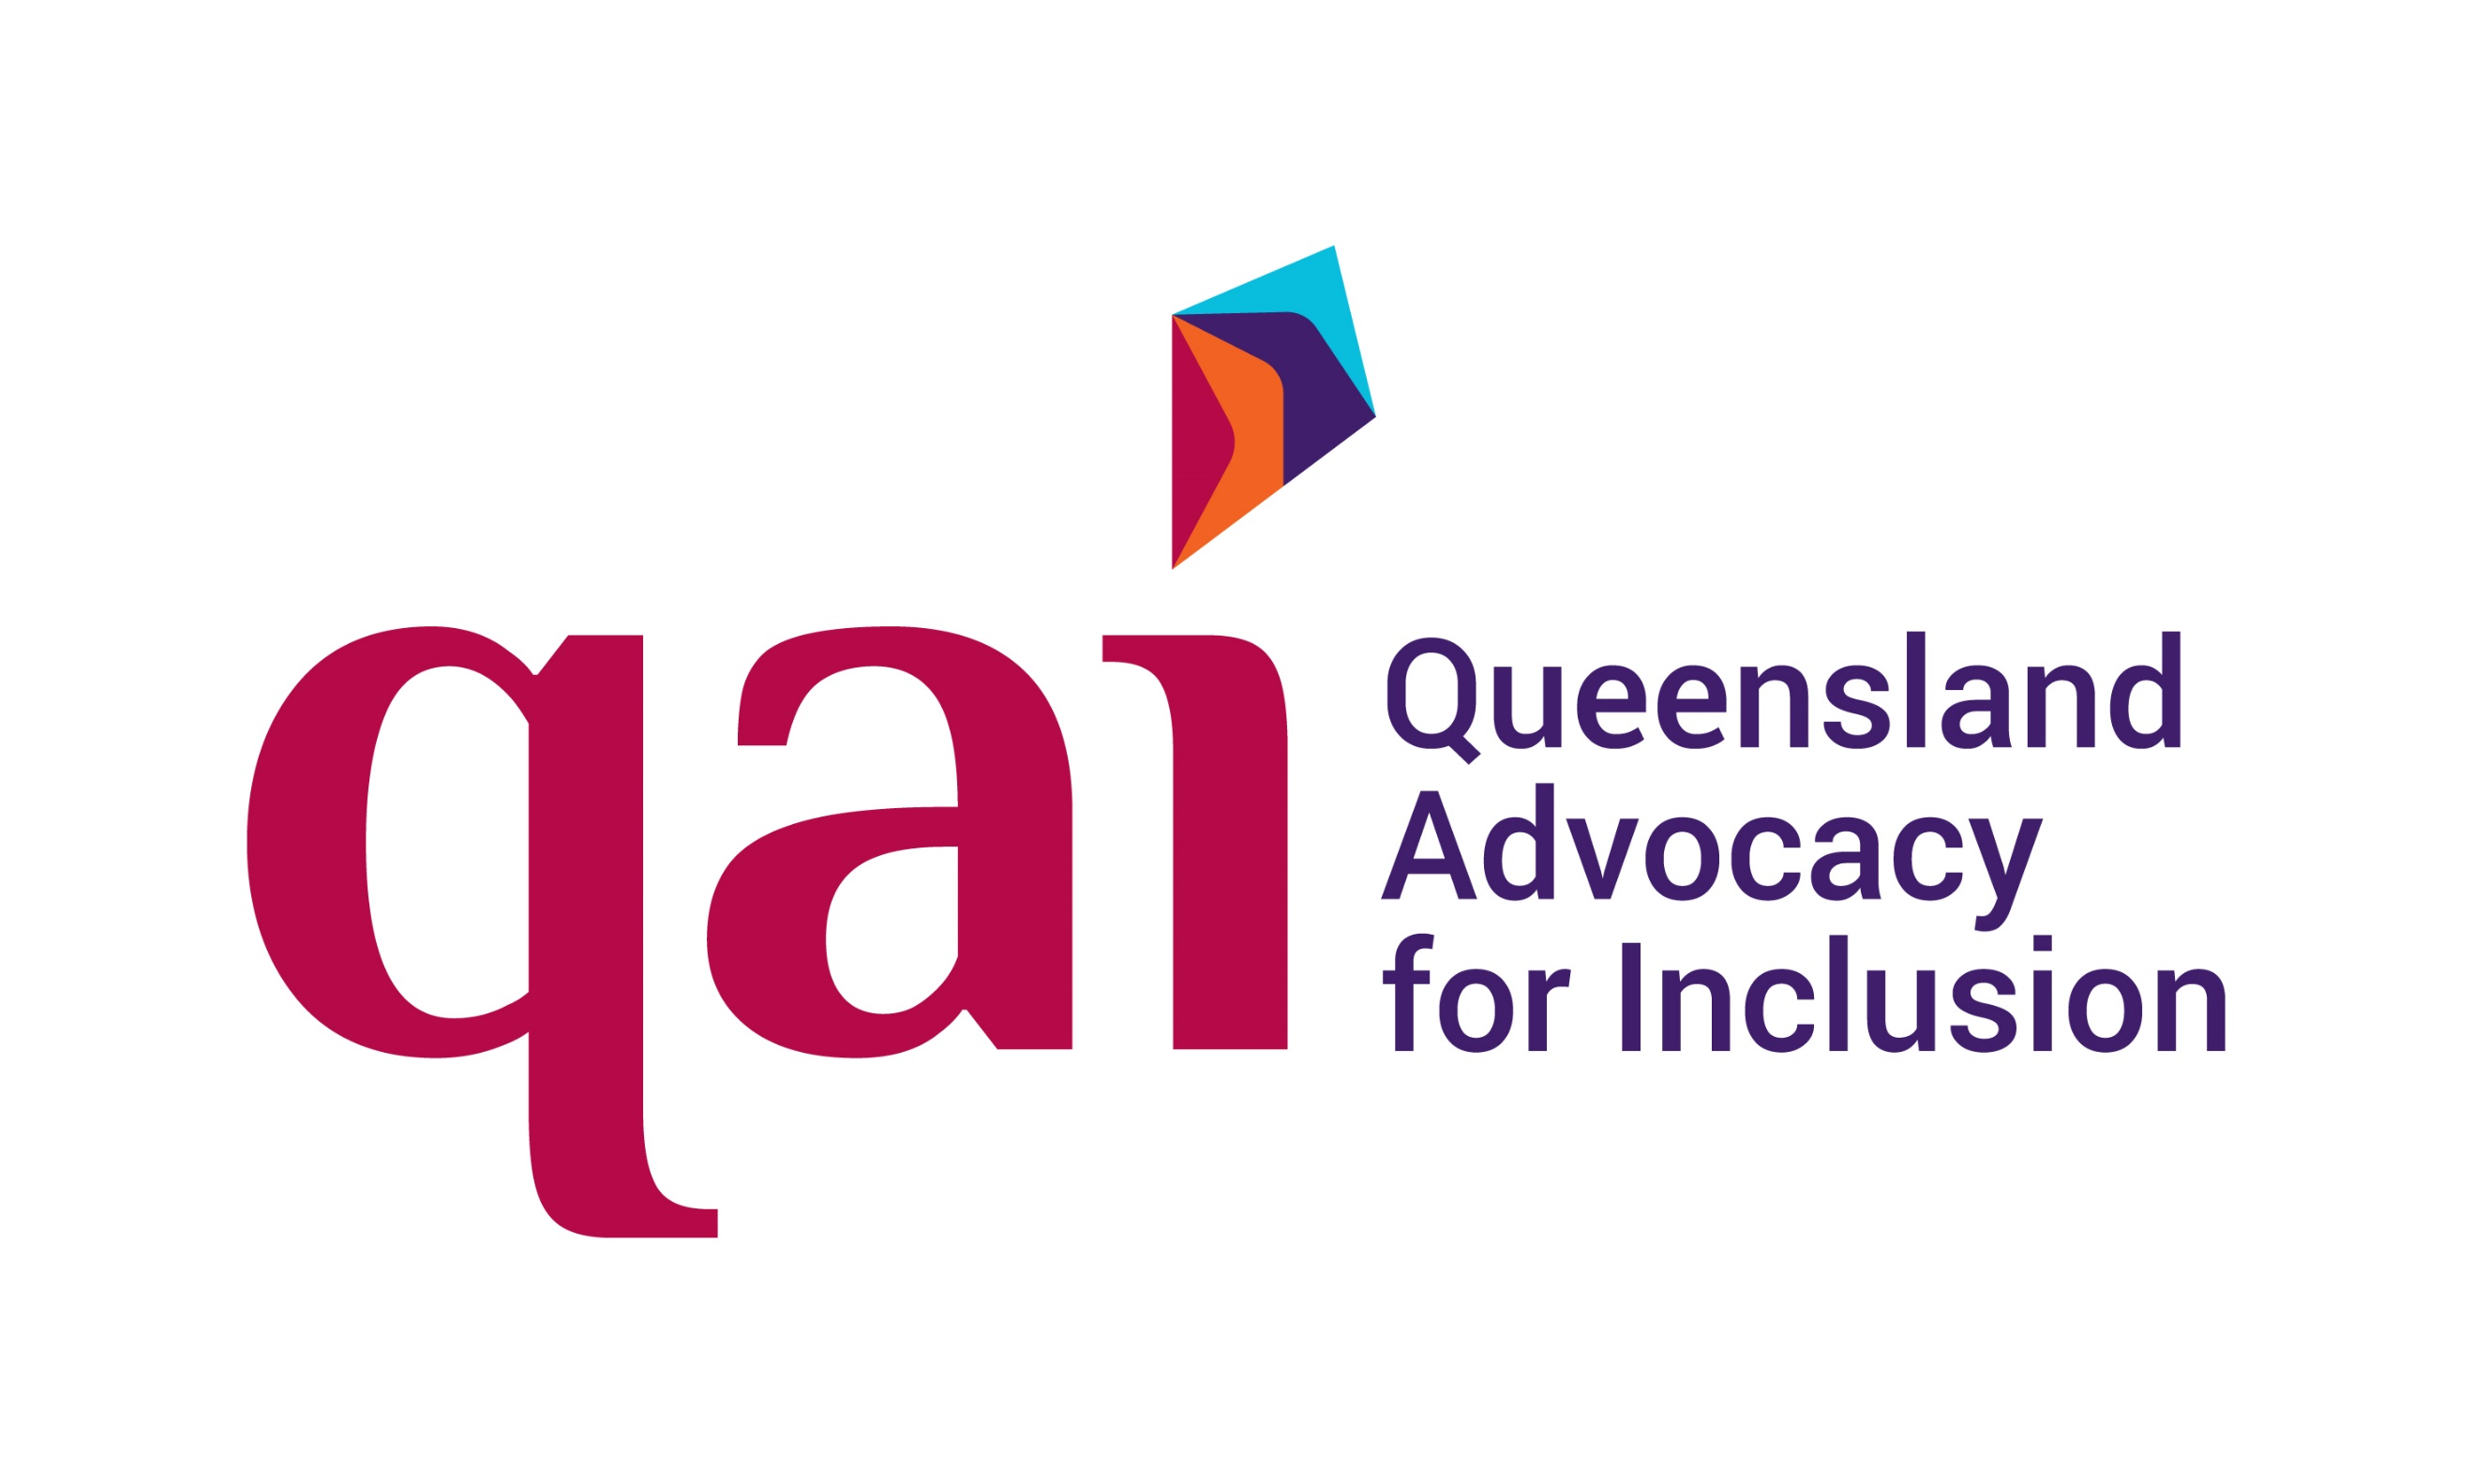 qai
Queensland
Advocacy
for Inclusion